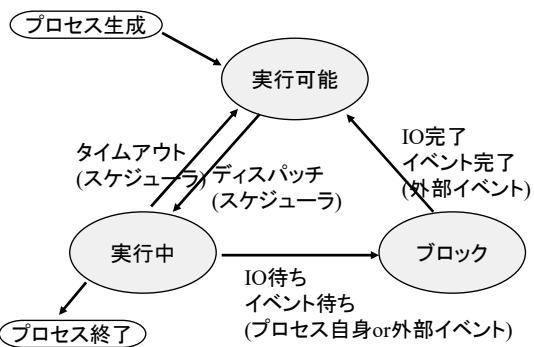 プロセス生成
実行可能
タイムアウト
(スケジューラ)
ディスパッチ
(スケジューラ)
IO完了
イベント完了
(外部イベント)
実行中
ブロック
IO待ち
イベント待ち
(プロセス自身or外部イベント)
プロセス終了